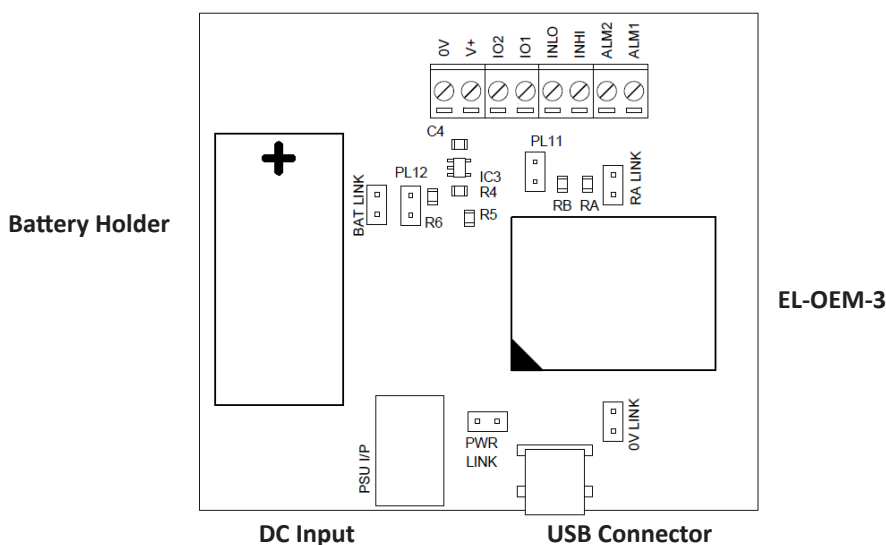 0V
V+
IO2
IO1
INLO
INHI
ALM2
ALM1
C4
PL11
PL12
IC3
R4
R5
R6
BAT LINK
RB
RA
RA LINK
Battery Holder
EL-OEM-3
PSU I/P
PWR
LINK
0V LINK
DC Input
USB Connector